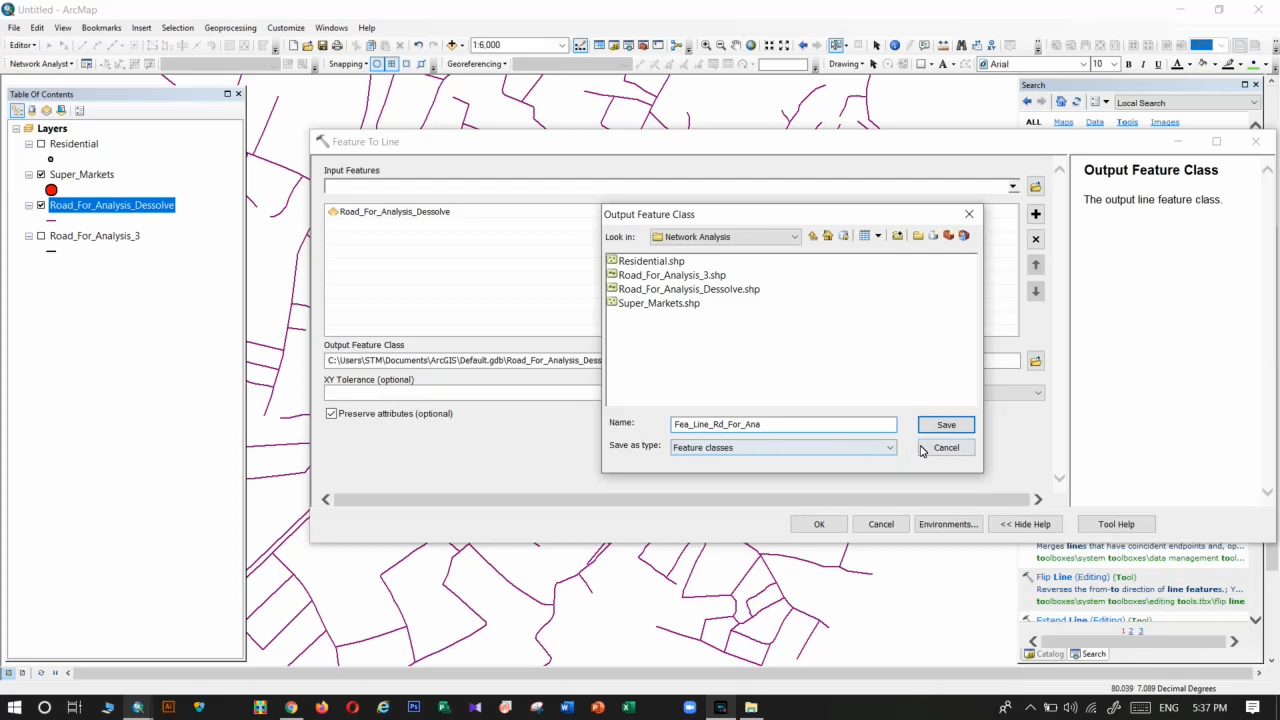 Untitled - ArcMap
File Edit View Bookmarks Insert Selection Geoprocessing Customize Windows Help
Editor 1:6,000
Network Analyst Snapping Georeferencing Drawing Arial 10 B I U A
Table Of Contents
Layers
Residential
Super_Markets
Road_For_Analysis_Dessolve
Road_For_Analysis_3
Feature To Line
Input Features
Road_For_Analysis_Dessolve
Output Feature Class
C:\Users\STM\Documents\ArcGIS\Default.gdb\Road_For_Analysis_Dess
XY Tolerance (optional)
Preserve attributes (optional)
OK Cancel Environments... << Hide Help Tool Help
Output Feature Class
Look in: Network Analysis
Residential.shp
Road_For_Analysis_3.shp
Road_For_Analysis_Dessolve.shp
Super_Markets.shp
Name: Fea_Line_Rd_For_Ana Save
Save as type: Feature classes Cancel
Output Feature Class
The output line feature class.
Search
Local Search
ALL Maps Data Tools Images
Merges lines that have coincident endpoints and, op...
toolboxes\system toolboxes\data management tool...
Flip Line (Editing) (Tool)
Reverses the from-to direction of line features.; Y...
toolboxes\system toolboxes\editing tools.tbx\flip line
Extend Line (Editing) (Tool)
1 2 3
Catalog Search
80.039 7.089 Decimal Degrees
ENG 5:37 PM